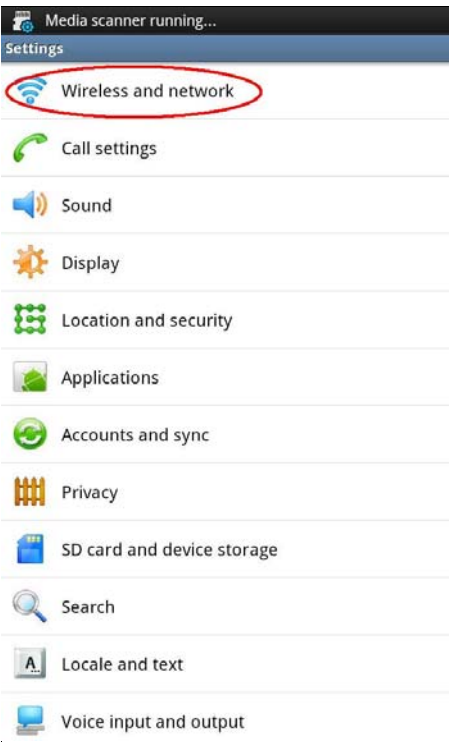 Media scanner running...
Settings
Wireless and network
Call settings
Sound
Display
Location and security
Applications
Accounts and sync
Privacy
SD card and device storage
Search
A...
Locale and text
Voice input and output